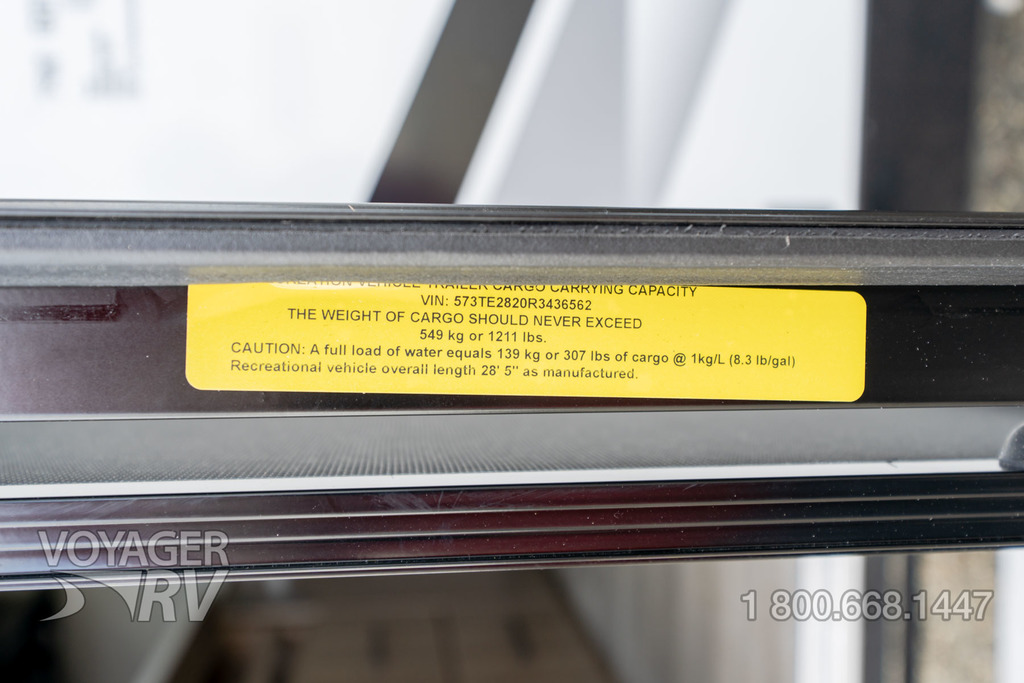 VEHICLE TRAILER CARGO CARRYING CAPACITY
VIN: 573TE2820R3436562
THE WEIGHT OF CARGO SHOULD NEVER EXCEED
549 kg or 1211 lbs.
CAUTION: A full load of water equals 139 kg or 307 lbs of cargo @ 1kg/L (8.3 lb/gal)
Recreational vehicle overall length 28' 5" as manufactured.
VOYAGER
RV
1 800.668.1447